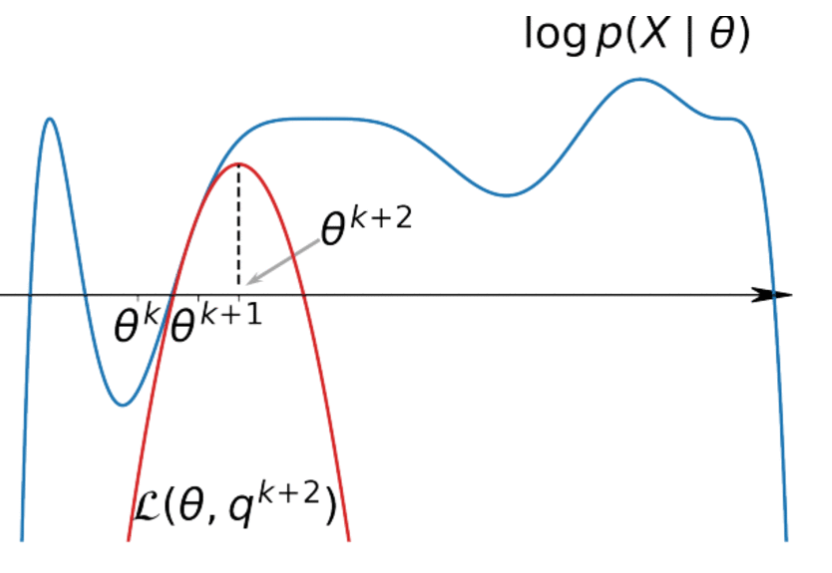 log p(X | θ)
θ^{k+2}
θ^k θ^{k+1}
ℒ(θ, q^{k+2})